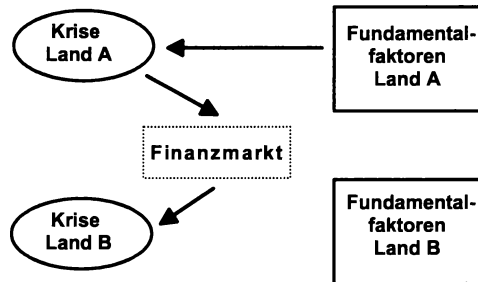 Krise
Land A
Fundamental-
faktoren
Land A
Finanzmarkt
Krise
Land B
Fundamental-
faktoren
Land B